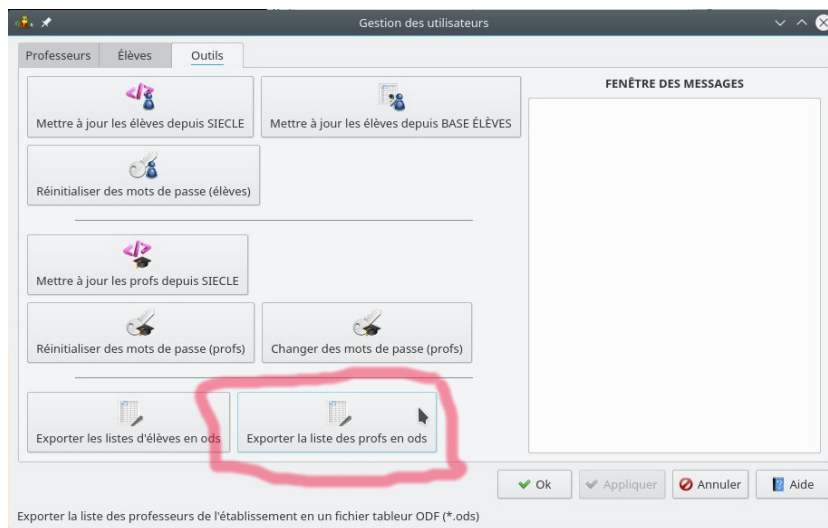 Gestion des utilisateurs
Professeurs
Élèves
Outils
Mettre à jour les élèves depuis SIECLE
Mettre à jour les élèves depuis BASE ÉLÈVES
Réinitialiser des mots de passe (élèves)
Mettre à jour les profs depuis SIECLE
Réinitialiser des mots de passe (profs)
Changer des mots de passe (profs)
Exporter les listes d'élèves en ods
Exporter la liste des profs en ods
FENÊTRE DES MESSAGES
Ok
Appliquer
Annuler
Aide
Exporter la liste des professeurs de l'établissement en un fichier tableur ODF (*.ods)